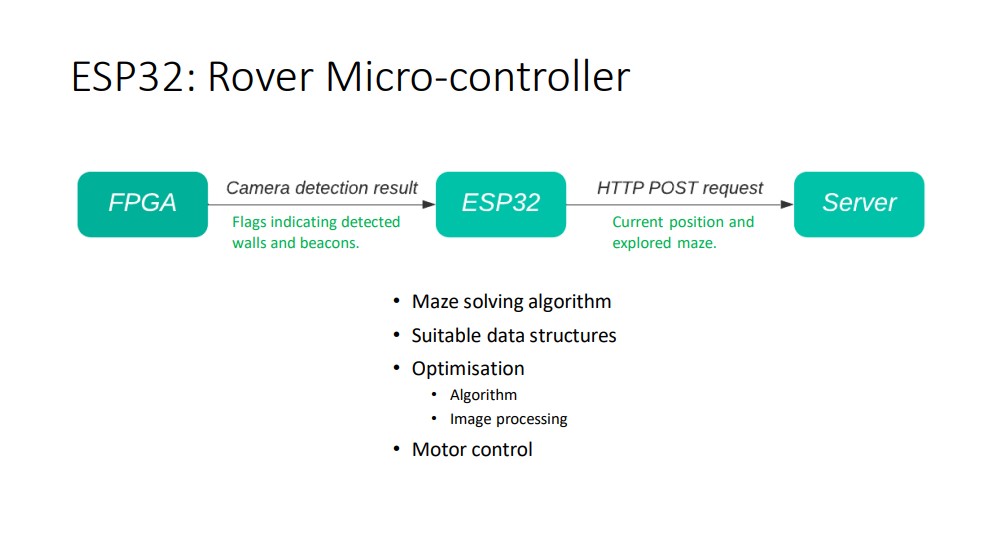 ESP32: Rover Micro-controller
FPGA
Camera detection result
Flags indicating detected
walls and beacons.
ESP32
HTTP POST request
Current position and
explored maze.
Server
• Maze solving algorithm
• Suitable data structures
• Optimisation
• Algorithm
• Image processing
• Motor control